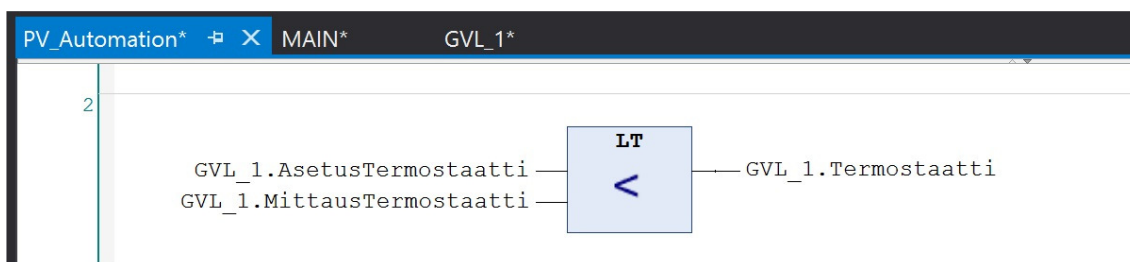 PV_Automation* MAIN* GVL_1*
2
LT
GVL_1.AsetusTermostaatti < GVL_1.Termostaatti
GVL_1.MittausTermostaatti